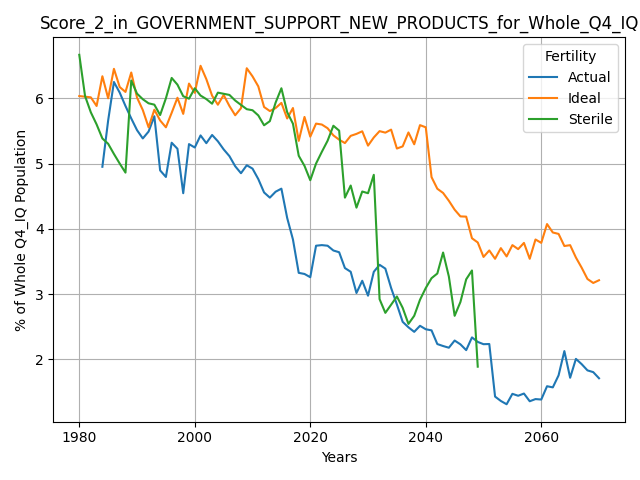 Score_2_in_GOVERNMENT_SUPPORT_NEW_PRODUCTS_for_Whole_Q4_IQ
Fertility
Actual
Ideal
Sterile
% of Whole Q4_IQ Population
6
5
4
3
2
1980
2000
2020
2040
2060
Years